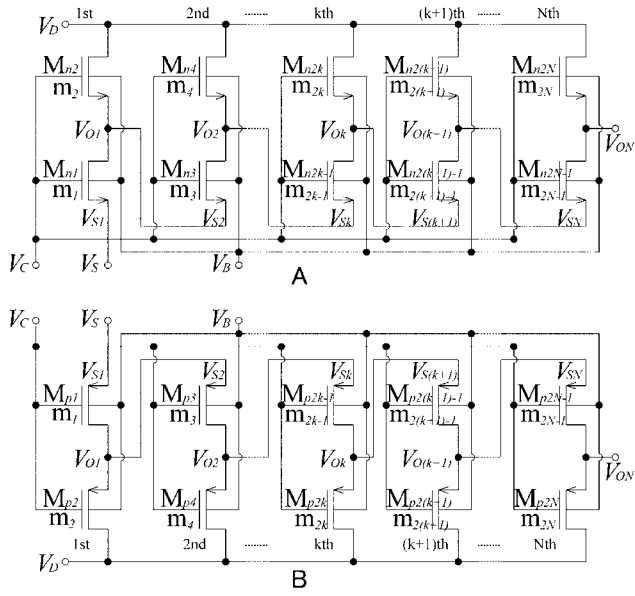 1st 2nd ........ kth (k+1)th ........ Nth
V_D
M_n2 M_n4 M_n2k M_n2(k+1) M_n2N
m_2 m_4 m_2k m_2(k+1) m_2N
V_O1 V_O2 V_Ok V_O(k+1) V_ON
M_n1 M_n3 M_n2k-1 M_n2(k+1)-1 M_n2N-1
m_1 m_3 m_2k-1 m_2(k+1)-1 m_2N-1
V_S1 V_S2 V_Sk V_S(k+1) V_SN
V_C V_S V_B
A
V_C V_S V_B
V_S1 V_S2 V_Sk V_S(k+1) V_SN
M_p1 M_p3 M_p2k-1 M_p2(k+1)-1 M_p2N-1
m_1 m_3 m_2k-1 m_2(k+1)-1 m_2N-1
V_O1 V_O2 V_Ok V_O(k+1) V_ON
M_p2 M_p4 M_p2k M_p2(k+1) M_p2N
m_2 m_4 m_2k m_2(k+1) m_2N
1st 2nd ........ kth (k+1)th ........ Nth
V_D
B